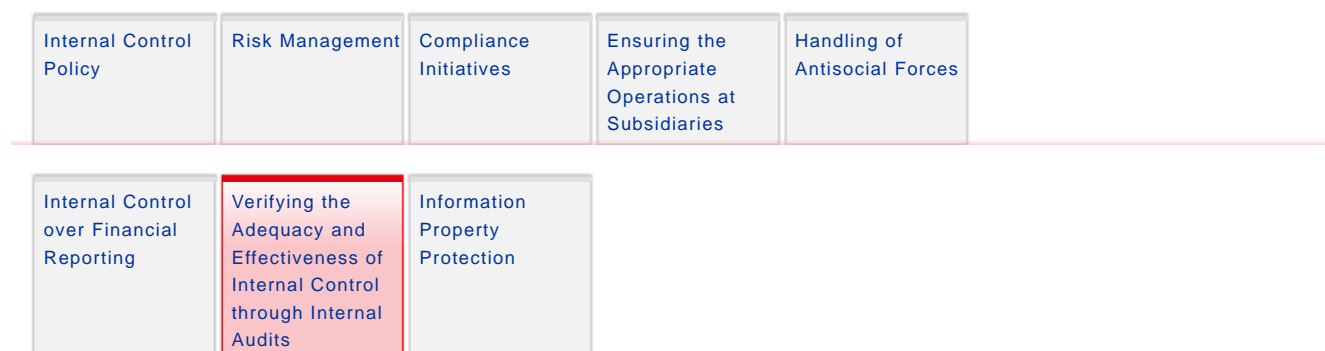 Internal Control
Policy
Risk Management
Compliance
Initiatives
Ensuring the
Appropriate
Operations at
Subsidiaries
Handling of
Antisocial Forces
Internal Control
over Financial
Reporting
Verifying the
Adequacy and
Effectiveness of
Internal Control
through Internal
Audits
Information
Property
Protection